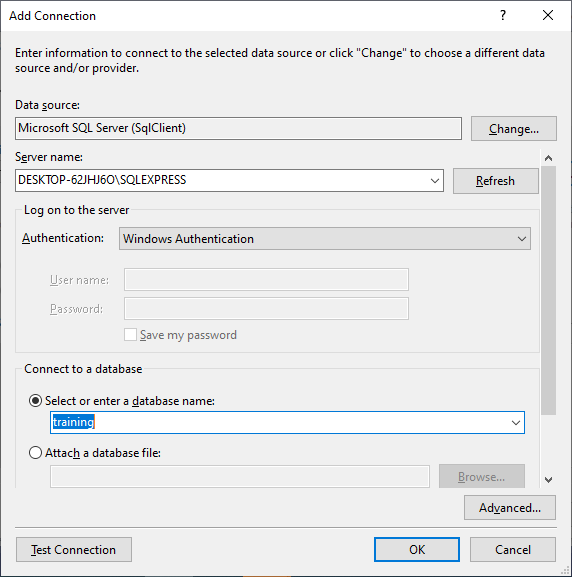 Add Connection
?
Enter information to connect to the selected data source or click "Change" to choose a different data
source and/or provider.
Data source:
Microsoft SQL Server (SqlClient)
Change...
Server name:
DESKTOP-62JHJ6O\SQLEXPRESS
Refresh
Log on to the server
Authentication:
Windows Authentication
User name:
Password:
Save my password
Connect to a database
Select or enter a database name:
training
Attach a database file:
Browse...
Advanced...
Test Connection
OK
Cancel